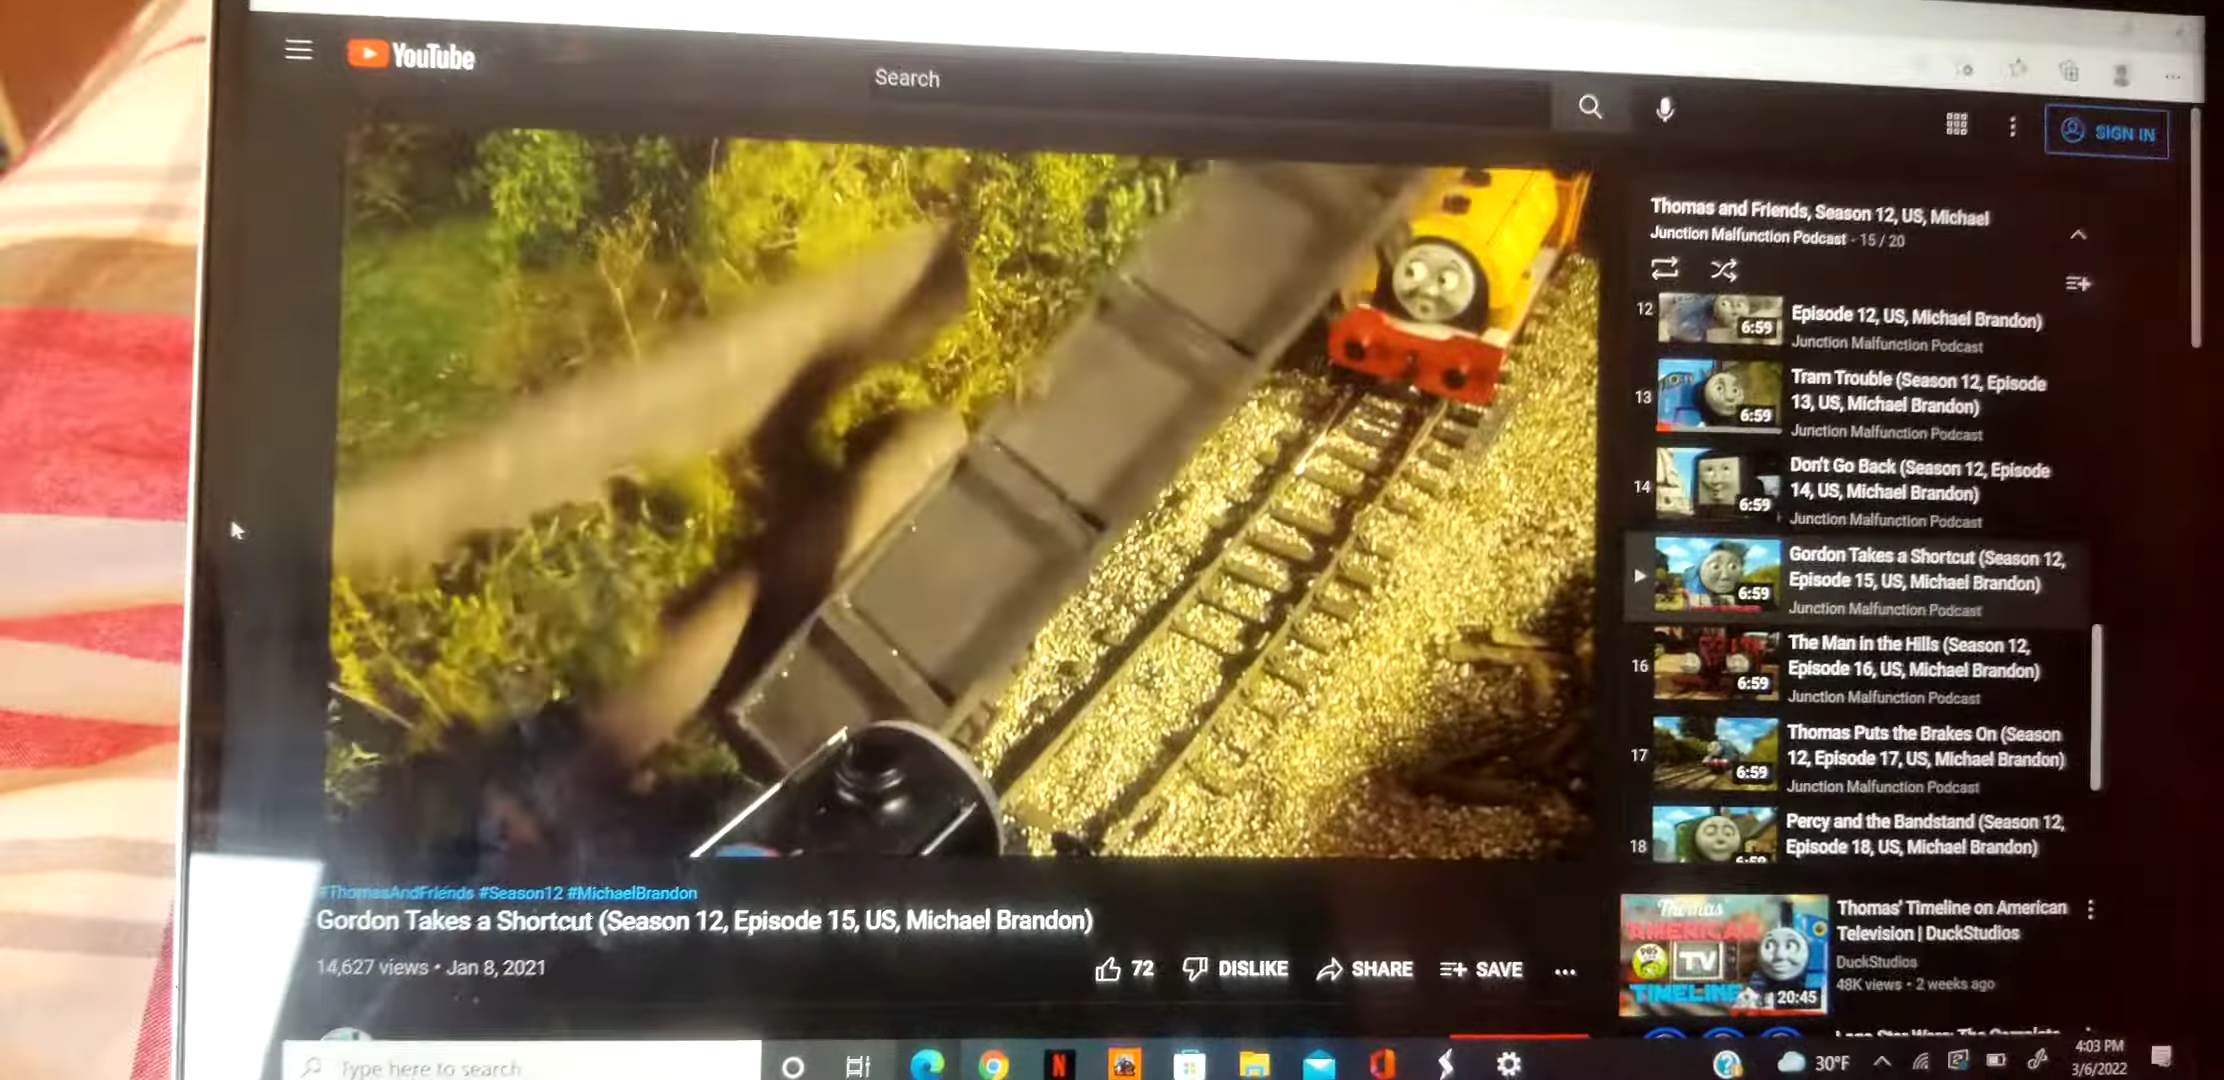 YouTube
Search
SIGN IN
Thomas and Friends, Season 12, US, Michael
Junction Malfunction Podcast - 15 / 20
12
6:59
Episode 12, US, Michael Brandon)
Junction Malfunction Podcast
13
6:59
Tram Trouble (Season 12, Episode
13, US, Michael Brandon)
Junction Malfunction Podcast
14
6:59
Don't Go Back (Season 12, Episode
14, US, Michael Brandon)
Junction Malfunction Podcast
6:59
Gordon Takes a Shortcut (Season 12,
Episode 15, US, Michael Brandon)
Junction Malfunction Podcast
16
6:59
The Man in the Hills (Season 12,
Episode 16, US, Michael Brandon)
Junction Malfunction Podcast
17
6:59
Thomas Puts the Brakes On (Season
12, Episode 17, US, Michael Brandon)
Junction Malfunction Podcast
18
6:59
Percy and the Bandstand (Season 12,
Episode 18, US, Michael Brandon)
#ThomasAndFriends #Season12 #MichaelBrandon
Gordon Takes a Shortcut (Season 12, Episode 15, US, Michael Brandon)
14,627 views • Jan 8, 2021
72
DISLIKE
SHARE
SAVE
Thomas'
AMERICAN
TV
TIMELINE
20:45
Thomas' Timeline on American
Television | DuckStudios
DuckStudios
48K views • 2 weeks ago
Type here to search
N
30°F
4:03 PM
3/6/2022